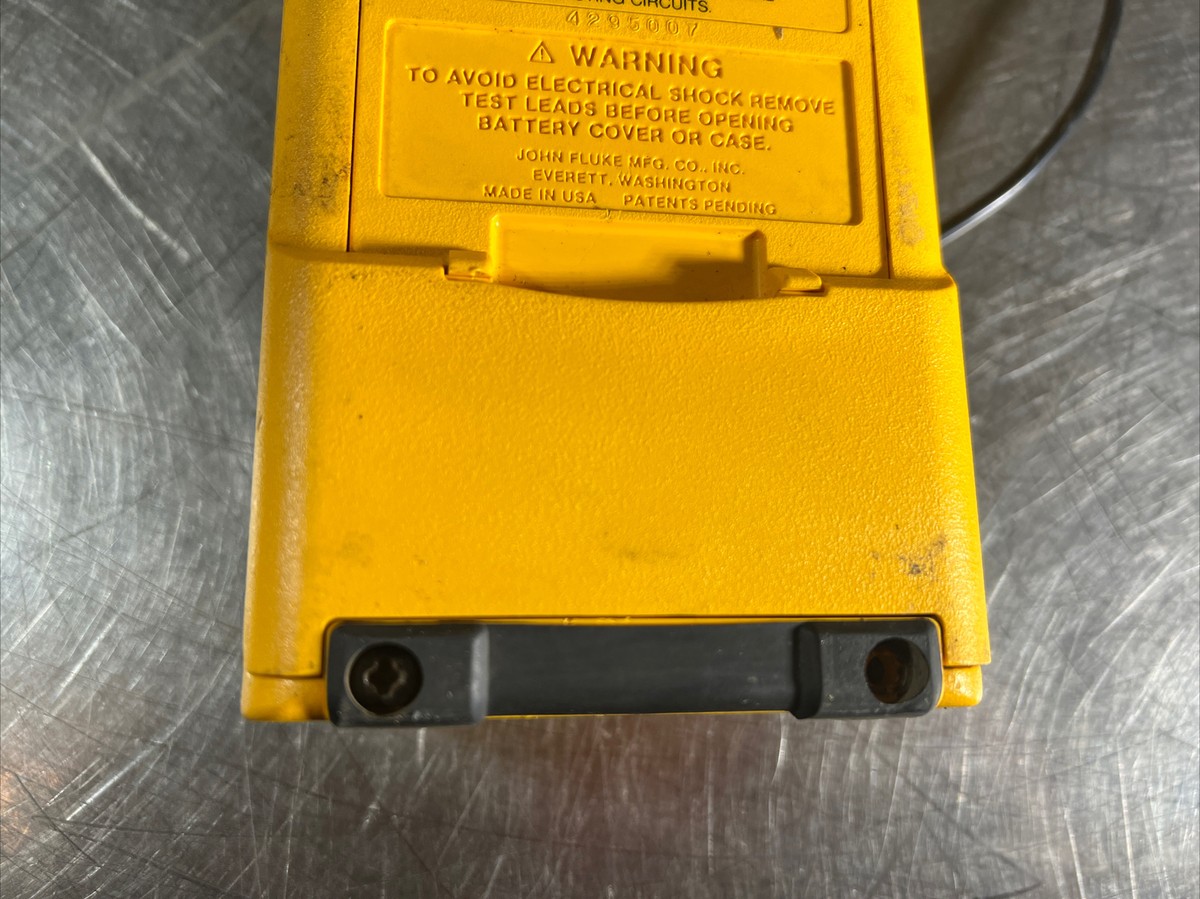 CIRCUITS.
4295007
⚠ WARNING
TO AVOID ELECTRICAL SHOCK REMOVE
TEST LEADS BEFORE OPENING
BATTERY COVER OR CASE.
JOHN FLUKE MFG. CO., INC.
EVERETT, WASHINGTON
MADE IN USA PATENTS PENDING